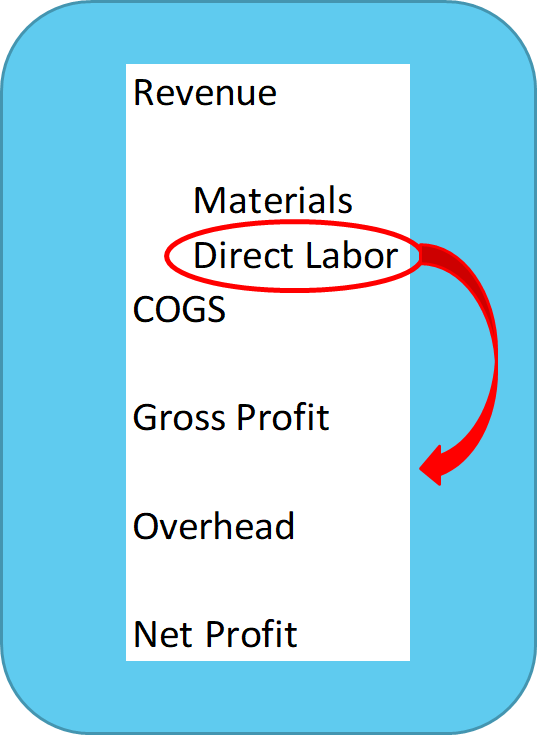 Revenue
Materials
Direct Labor
COGS
Gross Profit
Overhead
Net Profit